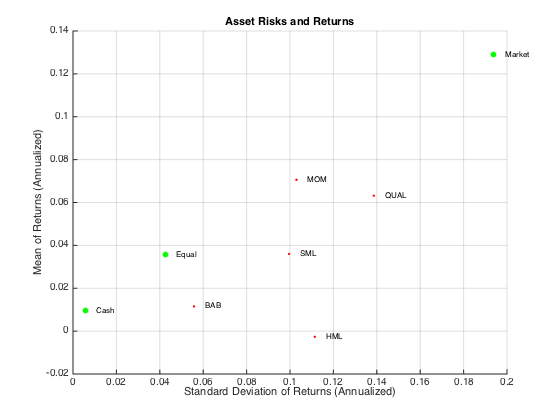 Asset Risks and Returns
Mean of Returns (Annualized)
0.14
0.12
0.1
0.08
0.06
0.04
0.02
0
-0.02
Market
MOM
QUAL
Equal
SML
BAB
Cash
HML
0 0.02 0.04 0.06 0.08 0.1 0.12 0.14 0.16 0.18 0.2
Standard Deviation of Returns (Annualized)